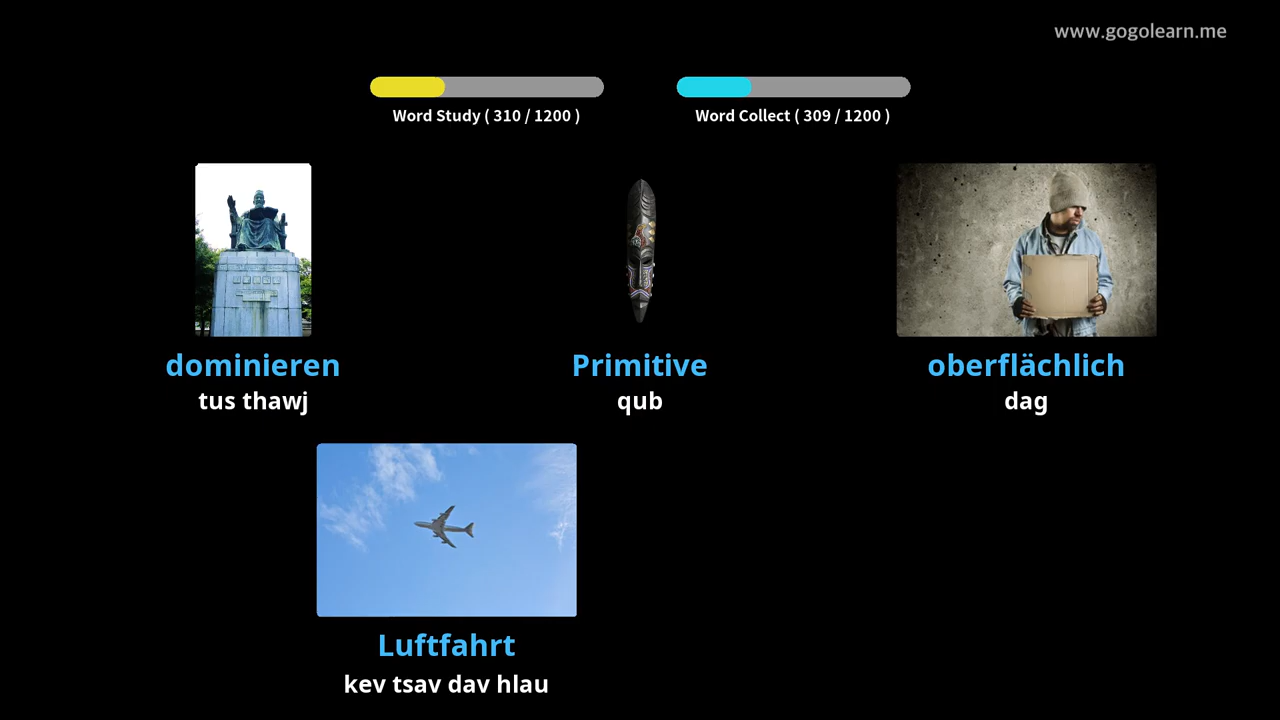 www.gogolearn.me
Word Study ( 310 / 1200 )
Word Collect ( 309 / 1200 )
dominieren
tus thawj
Primitive
qub
oberflächlich
dag
Luftfahrt
kev tsav dav hlau